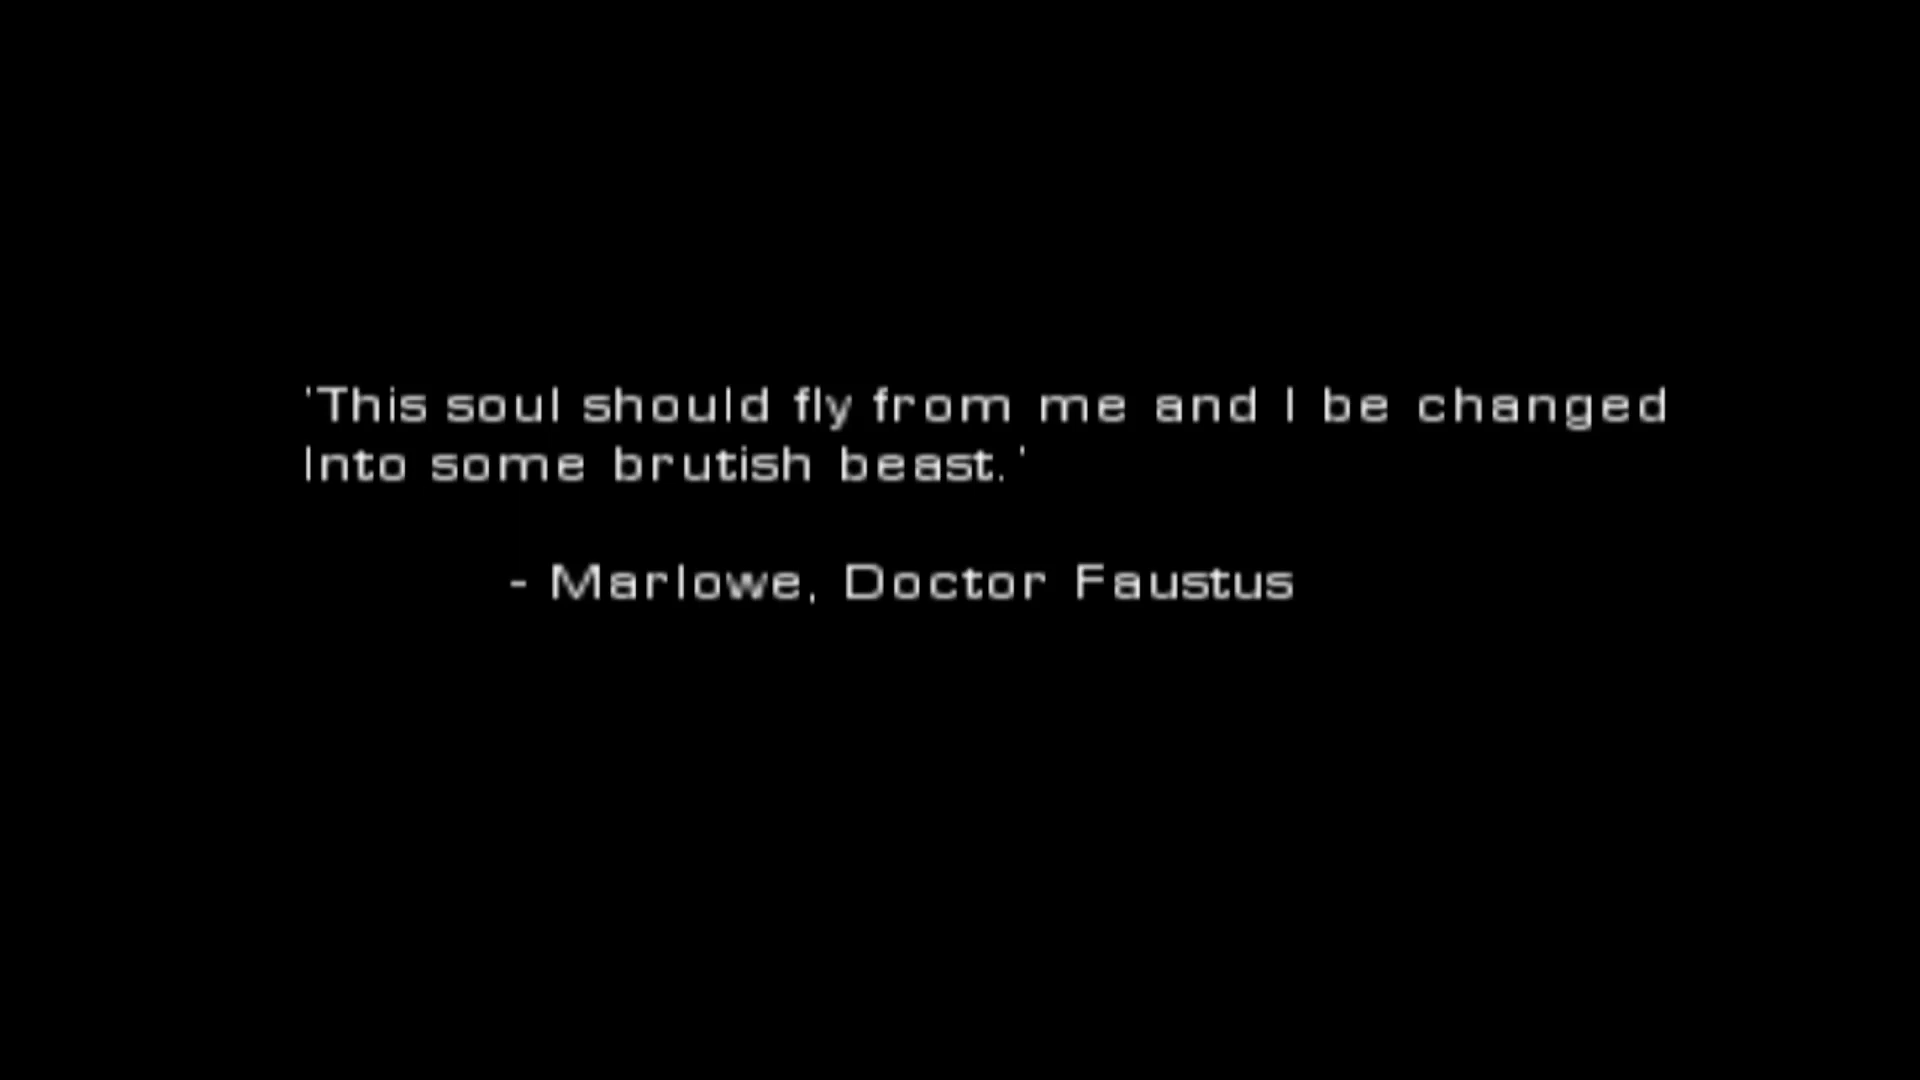 'This soul should fly from me and I be changed
Into some brutish beast.'
- Marlowe, Doctor Faustus